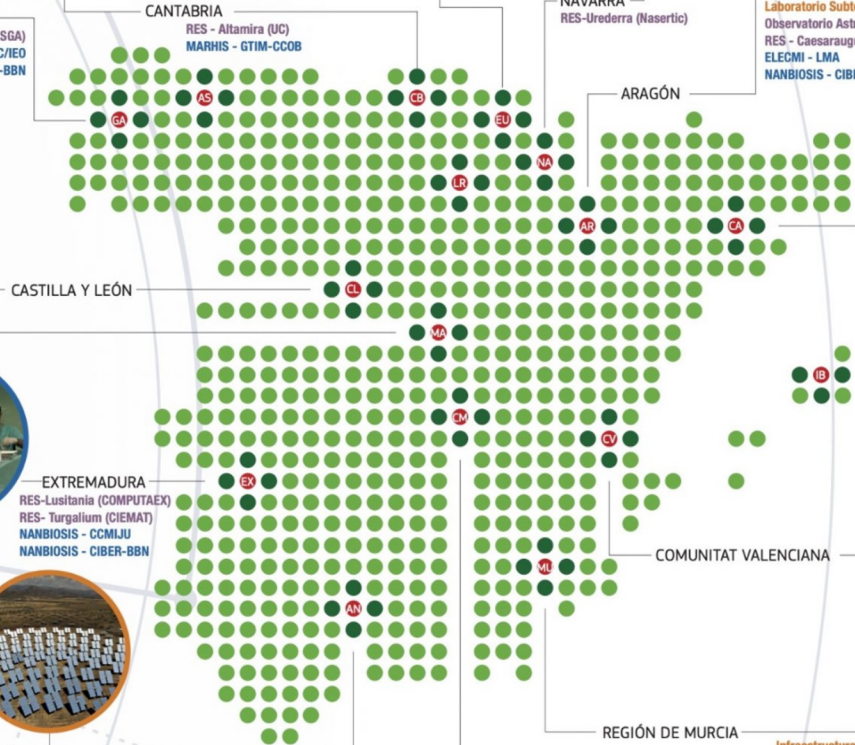 CANTABRIA
RES - Altamira (UC)
MARHIS - GTIM-CCOB
NAVARRA
RES-Urederra (Nasertic)
Laboratorio Subt
Observatorio Ast
RES - Caesaraug
ELECMI - LMA
NANBIOSIS - CIB
SGA)
C/IEO
-BBN
ARAGÓN
AS
CB
GA
EU
NA
LR
AR
CA
CASTILLA Y LEÓN
CL
MA
IB
CM
CV
EX
EXTREMADURA
RES-Lusitania (COMPUTAEX)
RES- Turgalium (CIEMAT)
NANBIOSIS - CCMIJU
NANBIOSIS - CIBER-BBN
COMUNITAT VALENCIANA
MU
AN
REGIÓN DE MURCIA